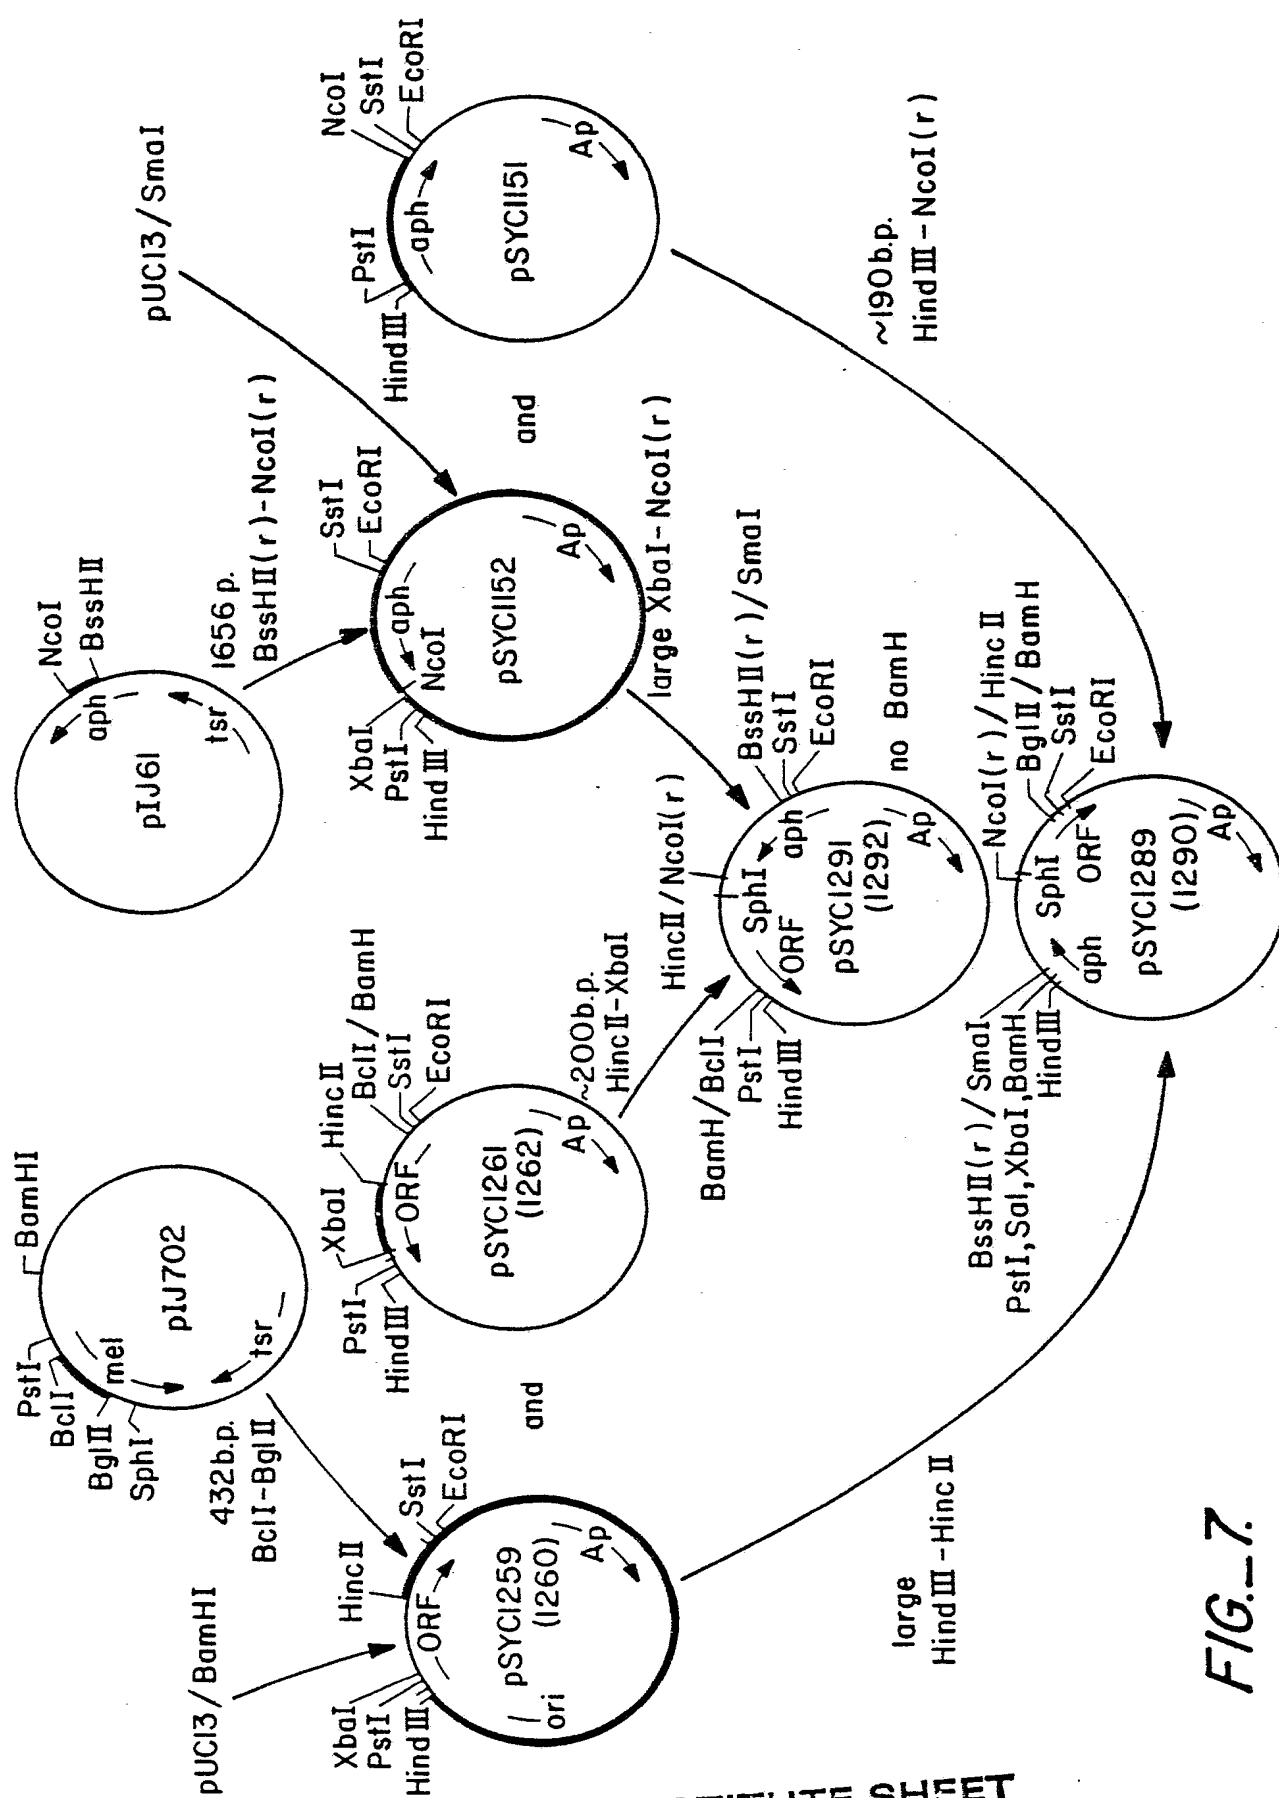 pUC13/BamHI
PstI
BclI
BglII
SphI
BamHI
mel
pIJ702
tsr
432b.p.
BclI-BglII
NcoI
BssHII
aph
pIJ61
tsr
1656 p.
BssHII(r)-NcoI(r)
pUC13/SmaI
XbaI
PstI
HindIII
HincII
SstI
EcoRI
ORF
pSYC1259
(1260)
ori
Ap
and
XbaI
PstI
HindIII
HincII
BclI/BamH
SstI
EcoRI
ORF
pSYC1261
(1262)
Ap
~200b.p.
HincII-XbaI
XbaI
PstI
HindIII
NcoI
SstI
EcoRI
aph
pSYC1152
Ap
large XbaI-NcoI(r)
and
HindIII
PstI
NcoI
SstI
EcoRI
aph
pSYC1151
Ap
~190b.p.
HindIII-NcoI(r)
HincII/NcoI(r)
BamH/BclI
PstI
HindIII
BssHII(r)/SmaI
SstI
EcoRI
SphI
aph
ORF
pSYC1291
(1292)
Ap
no BamH
large
HindIII-HincII
BssHII(r)/SmaI
PstI,SalI,XbaI,BamH
HindIII
NcoI(r)/HincII
BglII/BamH
SstI
EcoRI
SphI
aph
ORF
pSYC1289
(1290)
Ap
FIG._7.
SHEET